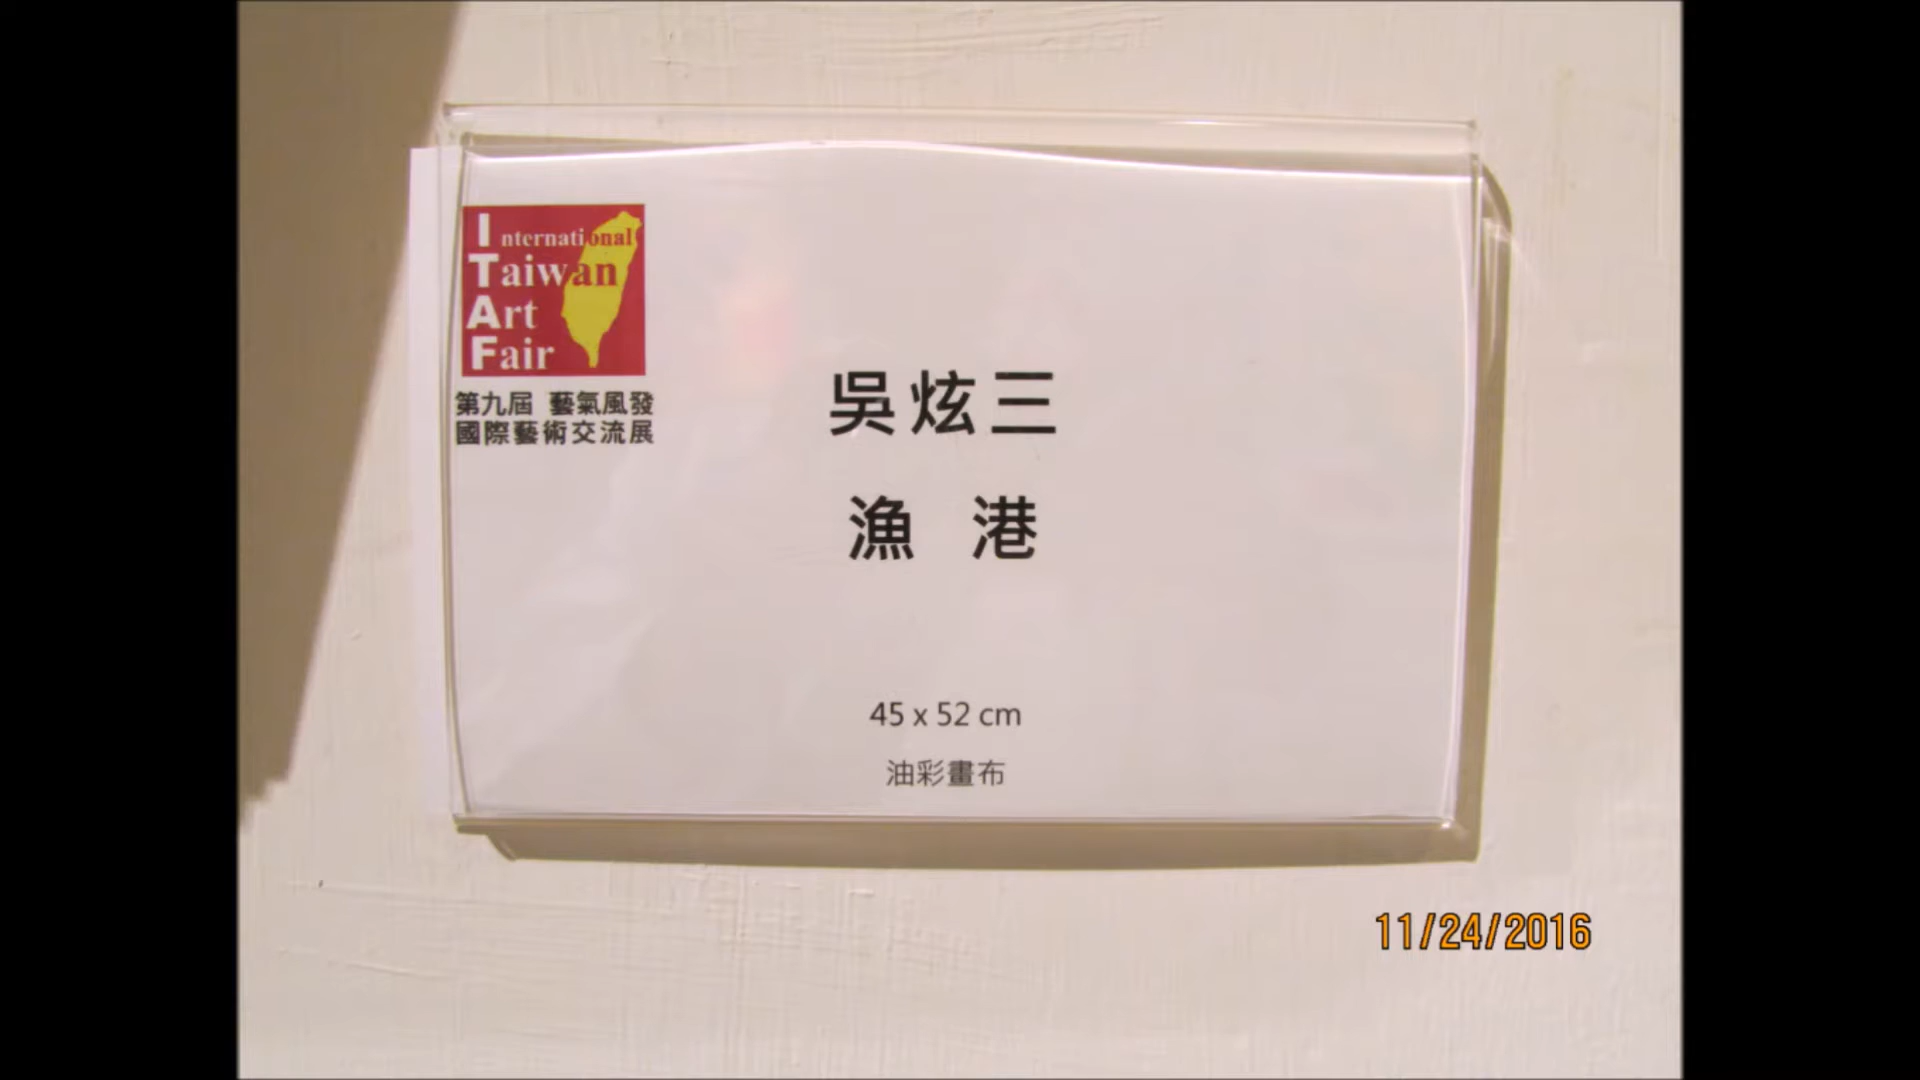 International
Taiwan
Art
Fair
第九屆 藝氣風發
國際藝術交流展
吳炫三
漁 港
45 x 52 cm
油彩畫布
11/24/2016